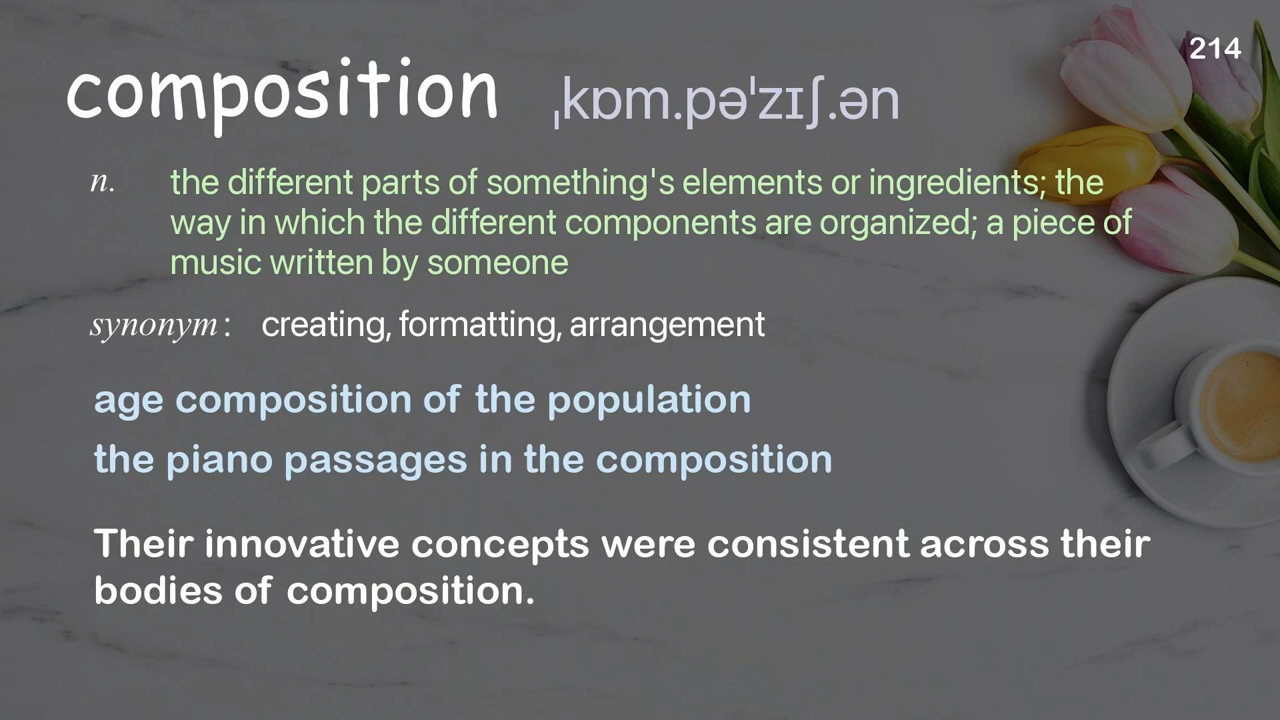 214
composition ˌkɒm.pəˈzɪʃ.ən
n. the different parts of something's elements or ingredients; the
way in which the different components are organized; a piece of
music written by someone
synonym : creating, formatting, arrangement
age composition of the population
the piano passages in the composition
Their innovative concepts were consistent across their
bodies of composition.